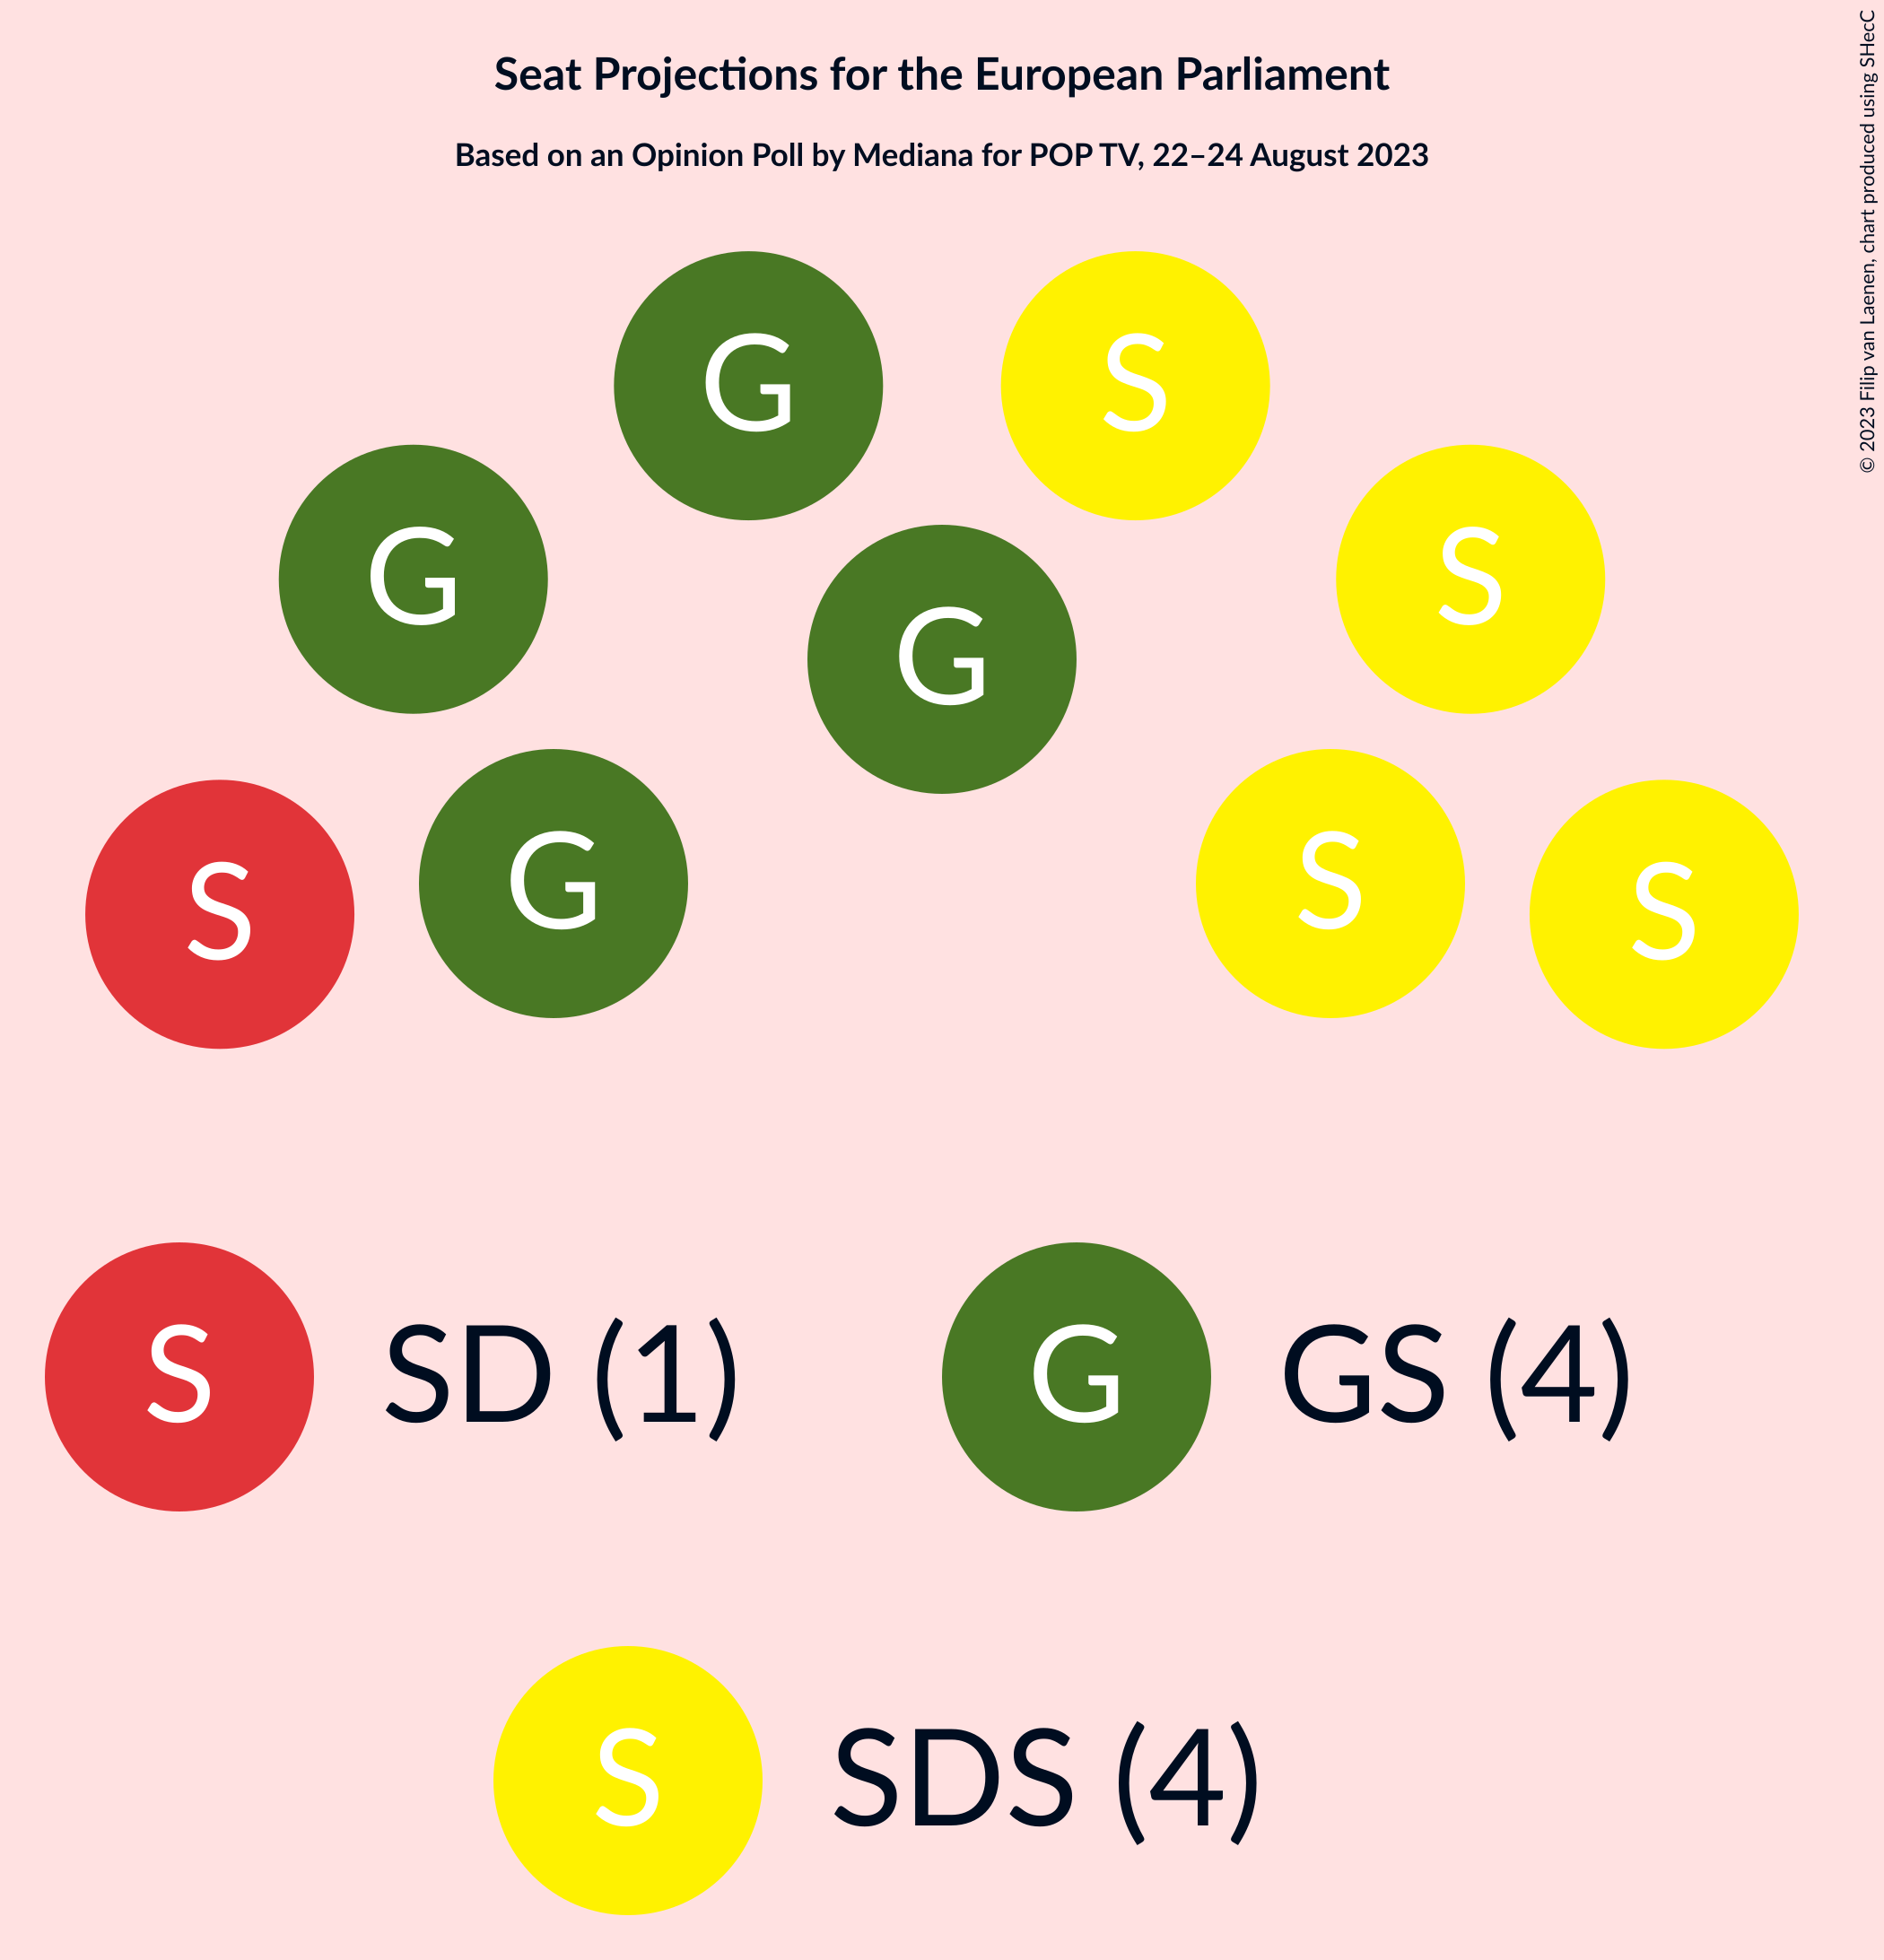 Seat Projections for the European Parliament
Based on an Opinion Poll by Mediana for POP TV, 22–24 August 2023
© 2023 Filip van Laenen, chart produced using SHecC
G
S
G
S
G
S
G
S
S
S
SD (1)
G
GS (4)
S
SDS (4)